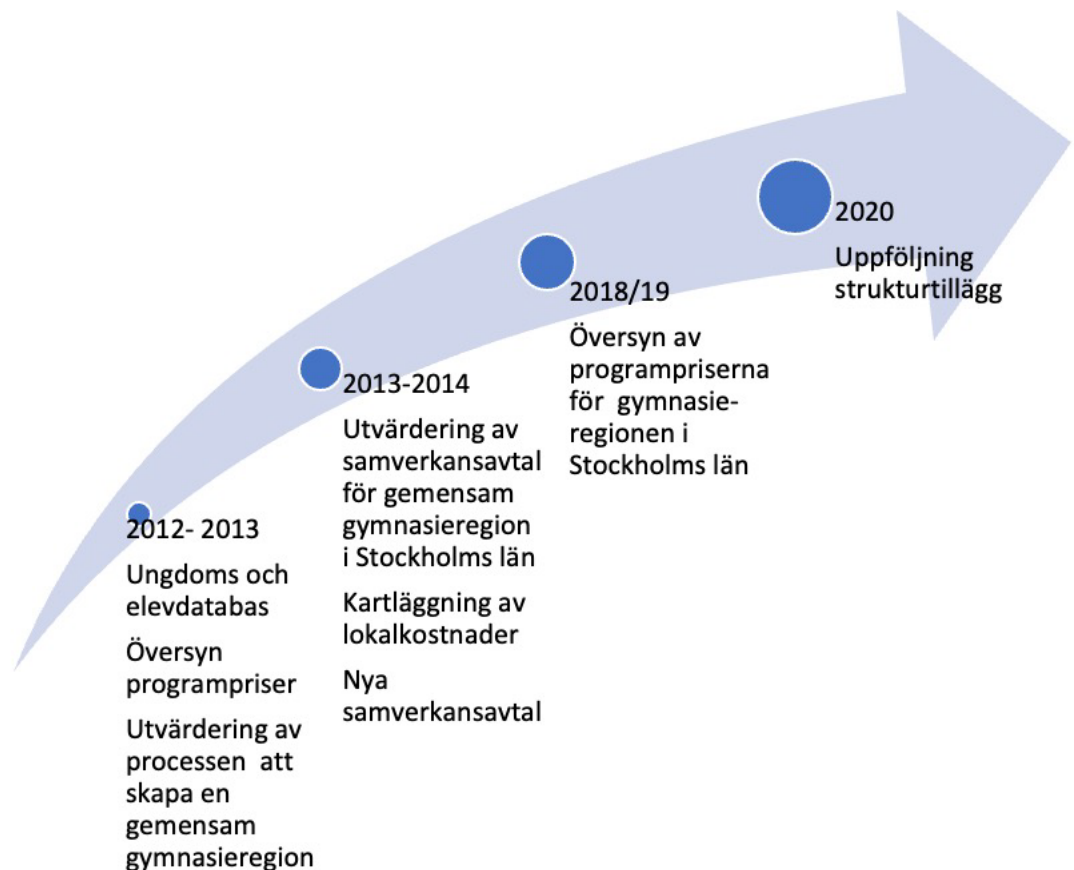 2012- 2013
Ungdoms och
elevdatabas
Översyn
programpriser
Utvärdering av
processen att
skapa en
gemensam
gymnasieregion
2013-2014
Utvärdering av
samverkansavtal
för gemensam
gymnasieregion
i Stockholms län
Kartläggning av
lokalkostnader
Nya
samverkansavtal
2018/19
Översyn av
programpriserna
för gymnasie-
regionen i
Stockholms län
2020
Uppföljning
strukturtillägg